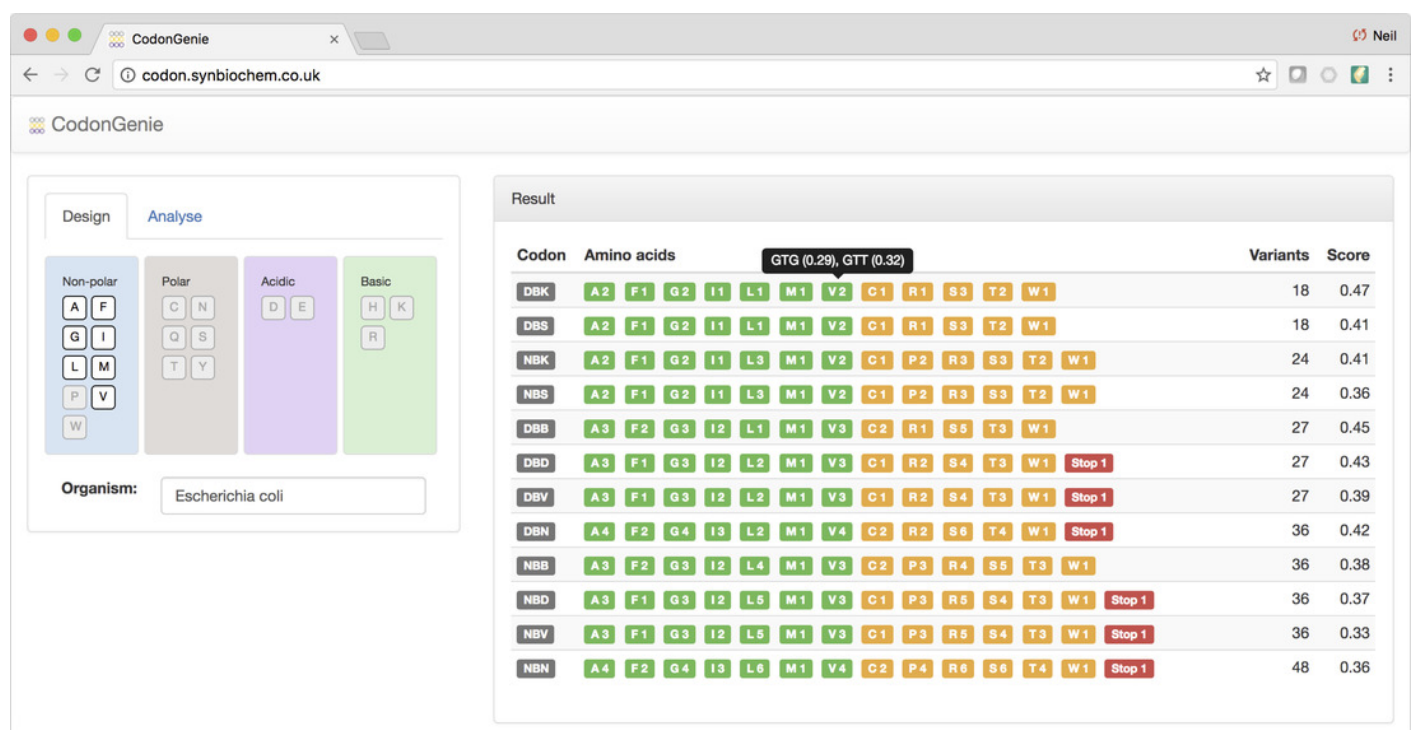 CodonGenie
Neil
codon.synbiochem.co.uk
CodonGenie
Design Analyse
Non-polar Polar Acidic Basic
A F C N D E H K
G I Q S R
L M T Y
P V
W
Organism: Escherichia coli
Result
Codon Amino acids Variants Score
GTG (0.29), GTT (0.32)
DBK A 2 F 1 G 2 I 1 L 1 M 1 V 2 C 1 R 1 S 3 T 2 W 1 18 0.47
DBS A 2 F 1 G 2 I 1 L 1 M 1 V 2 C 1 R 1 S 3 T 2 W 1 18 0.41
NBK A 2 F 1 G 2 I 1 L 3 M 1 V 2 C 1 P 2 R 3 S 3 T 2 W 1 24 0.41
NBS A 2 F 1 G 2 I 1 L 3 M 1 V 2 C 1 P 2 R 3 S 3 T 2 W 1 24 0.36
DBB A 3 F 2 G 3 I 2 L 1 M 1 V 3 C 2 R 1 S 5 T 3 W 1 27 0.45
DBD A 3 F 1 G 3 I 2 L 2 M 1 V 3 C 1 R 2 S 4 T 3 W 1 Stop 1 27 0.43
DBV A 3 F 1 G 3 I 2 L 2 M 1 V 3 C 1 R 2 S 4 T 3 W 1 Stop 1 27 0.39
DBN A 4 F 2 G 4 I 3 L 2 M 1 V 4 C 2 R 2 S 6 T 4 W 1 Stop 1 36 0.42
NBB A 3 F 2 G 3 I 2 L 4 M 1 V 3 C 2 P 3 R 4 S 5 T 3 W 1 36 0.38
NBD A 3 F 1 G 3 I 2 L 5 M 1 V 3 C 1 P 3 R 5 S 4 T 3 W 1 Stop 1 36 0.37
NBV A 3 F 1 G 3 I 2 L 5 M 1 V 3 C 1 P 3 R 5 S 4 T 3 W 1 Stop 1 36 0.33
NBN A 4 F 2 G 4 I 3 L 6 M 1 V 4 C 2 P 4 R 6 S 6 T 4 W 1 Stop 1 48 0.36